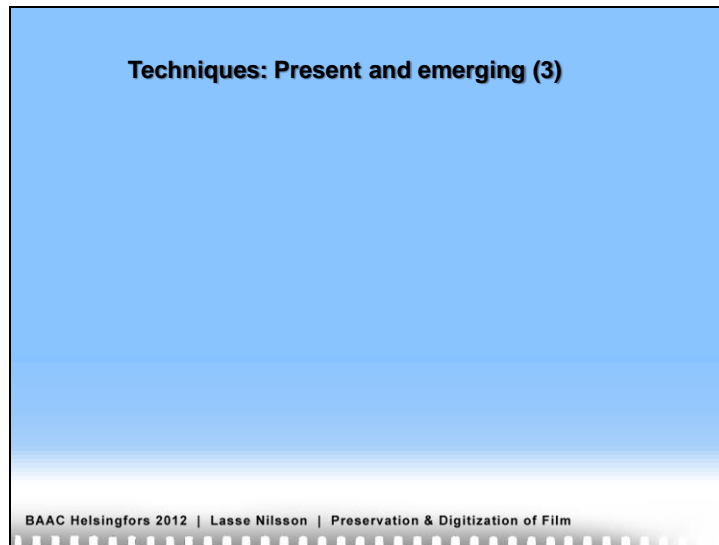 Techniques: Present and emerging (3)
BAAC Helsingfors 2012 | Lasse Nilsson | Preservation & Digitization of Film